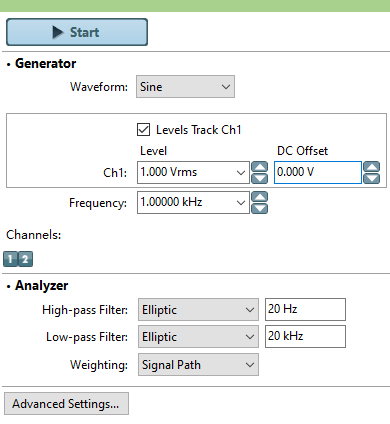 Start
• Generator
Waveform: Sine
Levels Track Ch1
Level DC Offset
Ch1: 1.000 Vrms 0.000 V
Frequency: 1.00000 kHz
Channels:
1 2
• Analyzer
High-pass Filter: Elliptic 20 Hz
Low-pass Filter: Elliptic 20 kHz
Weighting: Signal Path
Advanced Settings...